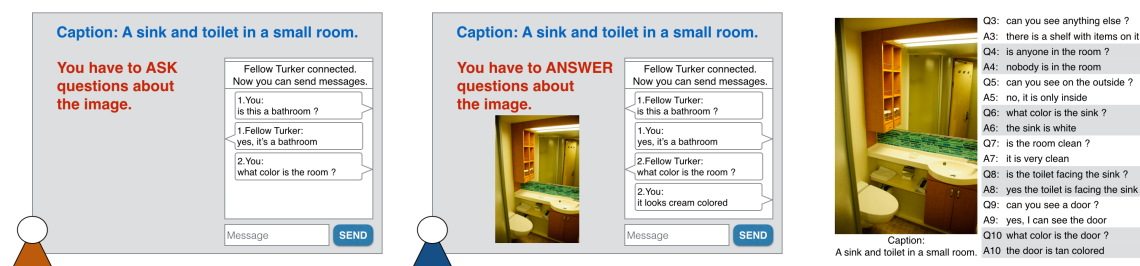 Caption: A sink and toilet in a small room.
You have to ASK
questions about
the image.
Fellow Turker connected.
Now you can send messages.
1.You:
is this a bathroom ?
1.Fellow Turker:
yes, it's a bathroom
2.You:
what color is the room ?
Message
SEND
Caption: A sink and toilet in a small room.
You have to ANSWER
questions about
the image.
Fellow Turker connected.
Now you can send messages.
1.Fellow Turker:
is this a bathroom ?
1.You:
yes, it's a bathroom
2.Fellow Turker:
what color is the room ?
2.You:
it looks cream colored
Message
SEND
Caption:
A sink and toilet in a small room.
Q3: can you see anything else ?
A3: there is a shelf with items on it
Q4: is anyone in the room ?
A4: nobody is in the room
Q5: can you see on the outside ?
A5: no, it is only inside
Q6: what color is the sink ?
A6: the sink is white
Q7: is the room clean ?
A7: it is very clean
Q8: is the toilet facing the sink ?
A8: yes the toilet is facing the sink
Q9: can you see a door ?
A9: yes, I can see the door
Q10 what color is the door ?
A10 the door is tan colored